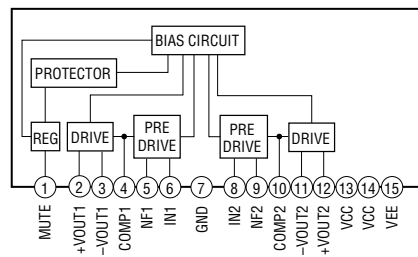 BIAS CIRCUIT
PROTECTOR
REG
DRIVE
PRE
DRIVE
PRE
DRIVE
DRIVE
1
2
3
4
5
6
7
8
9
10
11
12
13
14
15
MUTE
+VOUT1
−VOUT1
COMP1
NF1
IN1
GND
IN2
NF2
COMP2
−VOUT2
+VOUT2
VCC
VCC
VEE